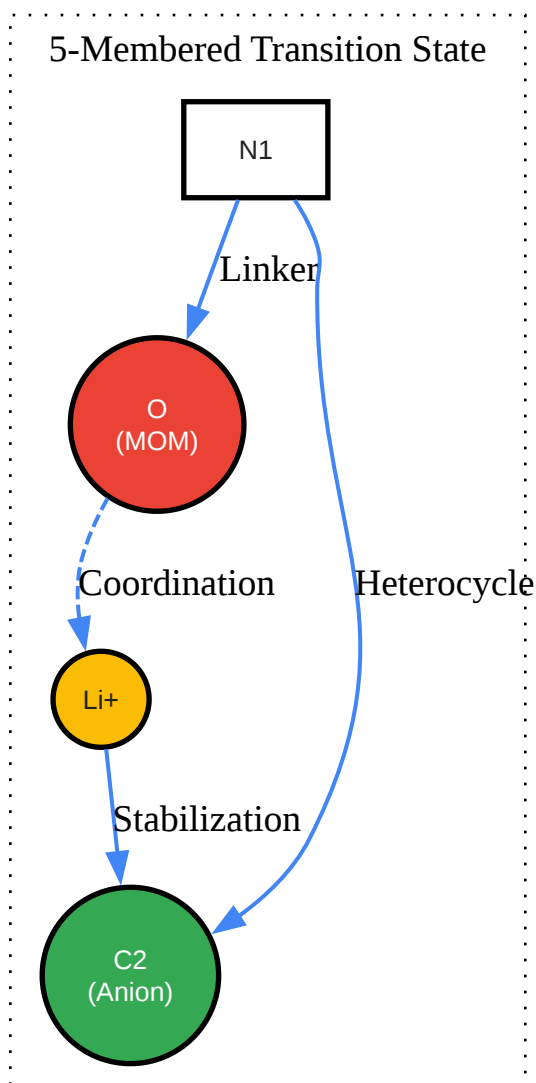 5-Membered Transition State
N1
Linker
O
(MOM)
Coordination
Heterocycle
Li+
Stabilization
C2
(Anion)